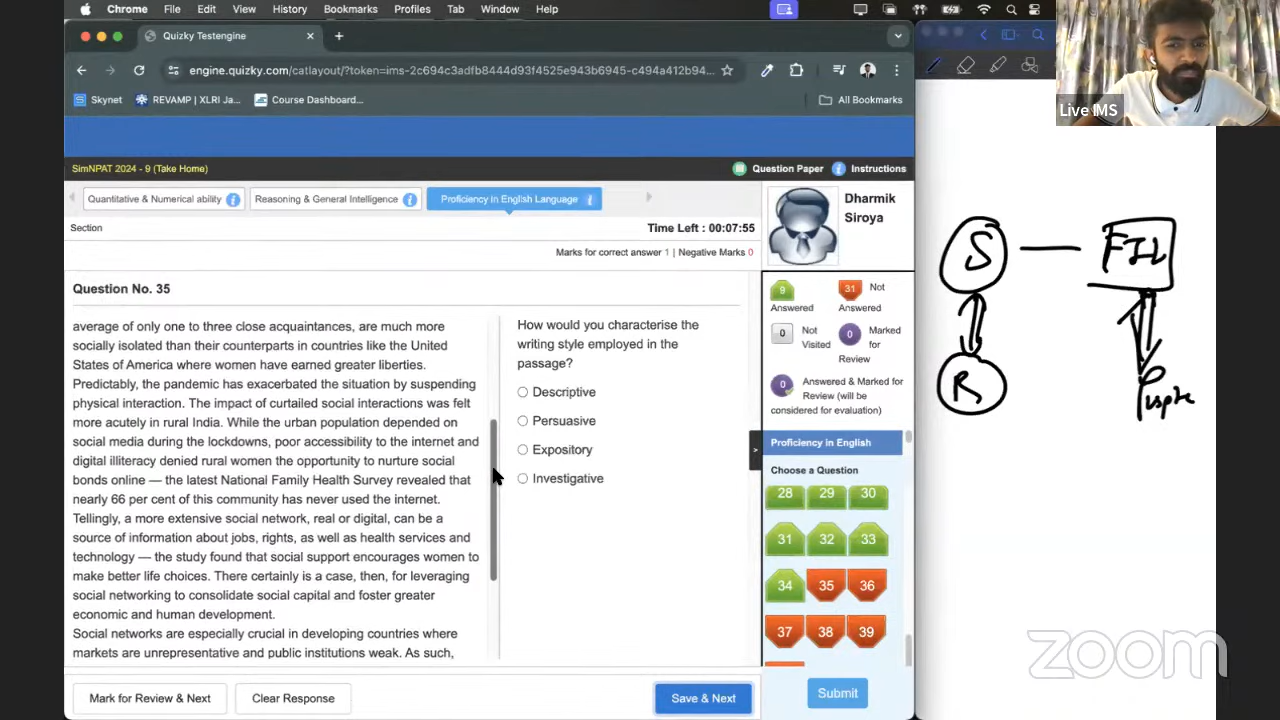 Chrome File Edit View History Bookmarks Profiles Tab Window Help
Quizky Testengine
engine.quizky.com/catlayout/?token=ims-2c694c3adfb8444d93f4525e943b6945-c494a412b94...
Skynet REVAMP | XLRI Ja... Course Dashboard... All Bookmarks
Live IMS
SimNPAT 2024 - 9 (Take Home)
Question Paper Instructions
Quantitative & Numerical ability Reasoning & General Intelligence Proficiency in English Language
Section
Time Left : 00:07:55
Marks for correct answer 1 | Negative Marks 0
Dharmik
Siroya
Question No. 35
average of only one to three close acquaintances, are much more
socially isolated than their counterparts in countries like the United
States of America where women have earned greater liberties.
Predictably, the pandemic has exacerbated the situation by suspending
physical interaction. The impact of curtailed social interactions was felt
more acutely in rural India. While the urban population depended on
social media during the lockdowns, poor accessibility to the internet and
digital illiteracy denied rural women the opportunity to nurture social
bonds online — the latest National Family Health Survey revealed that
nearly 66 per cent of this community has never used the internet.
Tellingly, a more extensive social network, real or digital, can be a
source of information about jobs, rights, as well as health services and
technology — the study found that social support encourages women to
make better life choices. There certainly is a case, then, for leveraging
social networking to consolidate social capital and foster greater
economic and human development.
Social networks are especially crucial in developing countries where
markets are unrepresentative and public institutions weak. As such,
How would you characterise the
writing style employed in the
passage?
Descriptive
Persuasive
Expository
Investigative
9 Answered
31 Not Answered
0 Not Visited
0 Marked for Review
0 Answered & Marked for
Review (will be
considered for evaluation)
Proficiency in English
Choose a Question
28 29 30
31 32 33
34 35 36
37 38 39
Mark for Review & Next Clear Response Save & Next Submit
S FIL
R
zoom